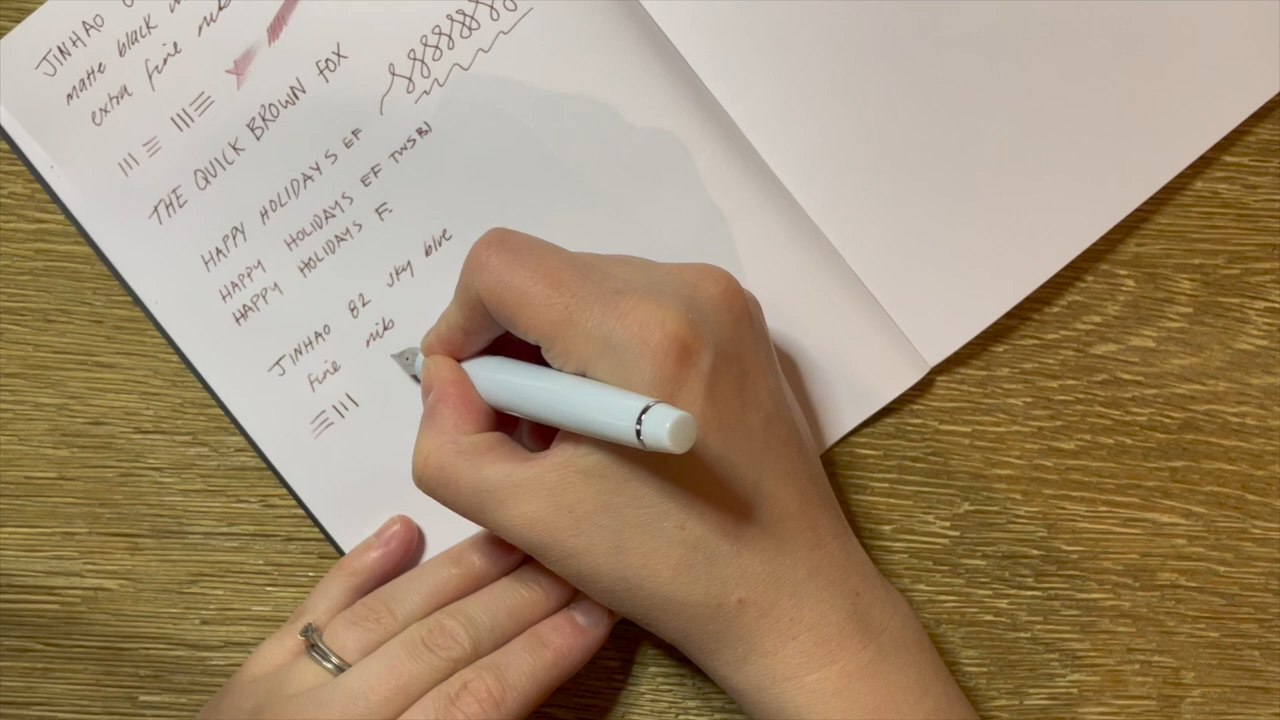 JINHAO
matte black
extra fine nib
THE QUICK BROWN FOX
HAPPY HOLIDAYS EF
HAPPY HOLIDAYS EF TWSBI
HAPPY HOLIDAYS F.
JINHAO 82 sky blue
fine nib